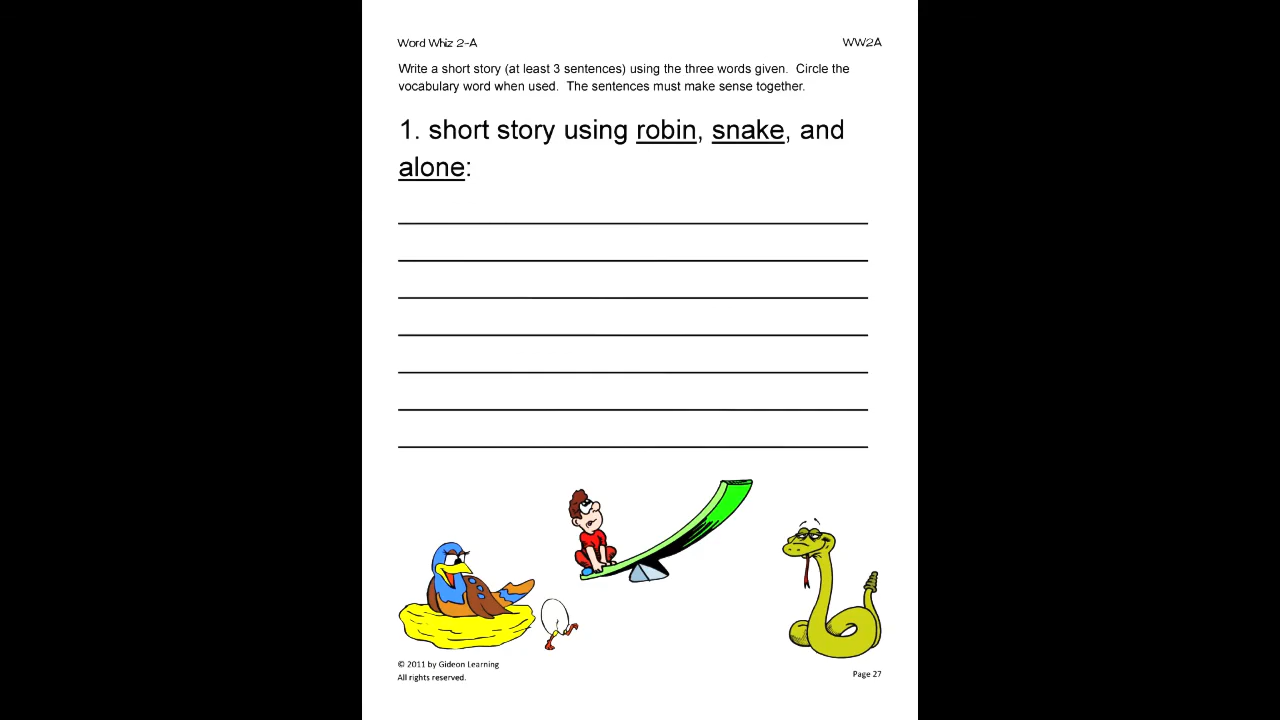 Word Whiz 2-A WW2A
Write a short story (at least 3 sentences) using the three words given.  Circle the
vocabulary word when used.  The sentences must make sense together.
1. short story using robin, snake, and
alone:
© 2011 by Gideon Learning
All rights reserved.
Page 27